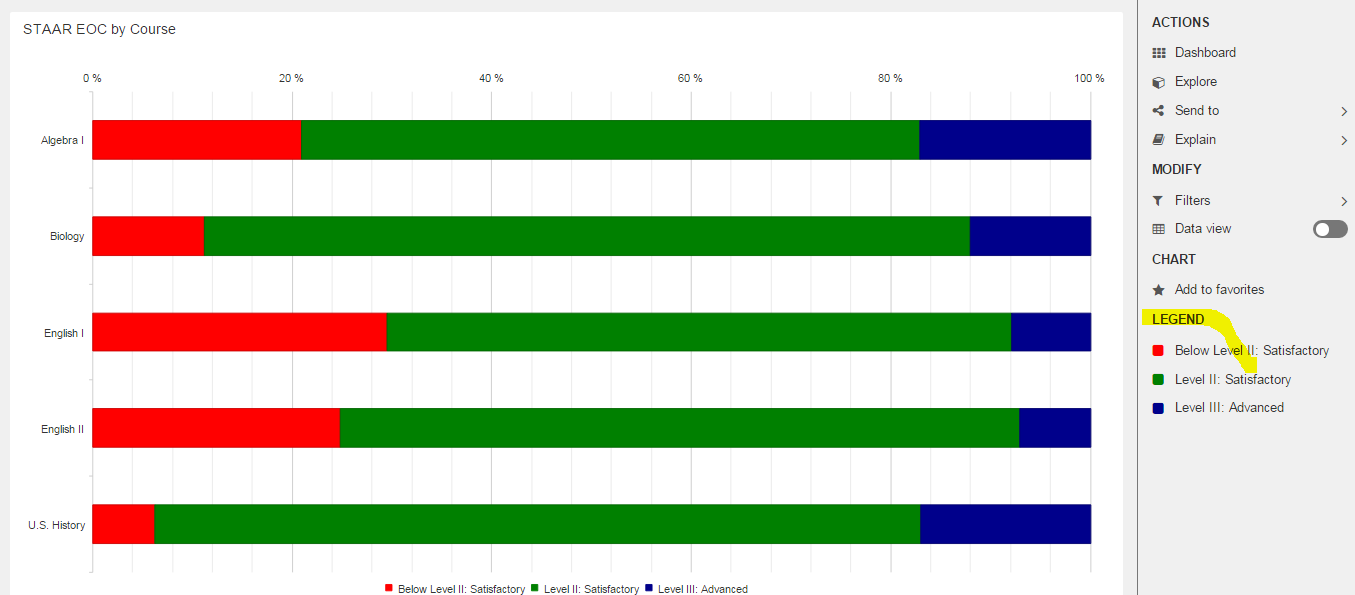 STAAR EOC by Course
0 % 20 % 40 % 60 % 80 % 100 %
Algebra I
Biology
English I
English II
U.S. History
Below Level II: Satisfactory Level II: Satisfactory Level III: Advanced
ACTIONS
Dashboard
Explore
Send to
Explain
MODIFY
Filters
Data view
CHART
Add to favorites
LEGEND
Below Level II: Satisfactory
Level II: Satisfactory
Level III: Advanced